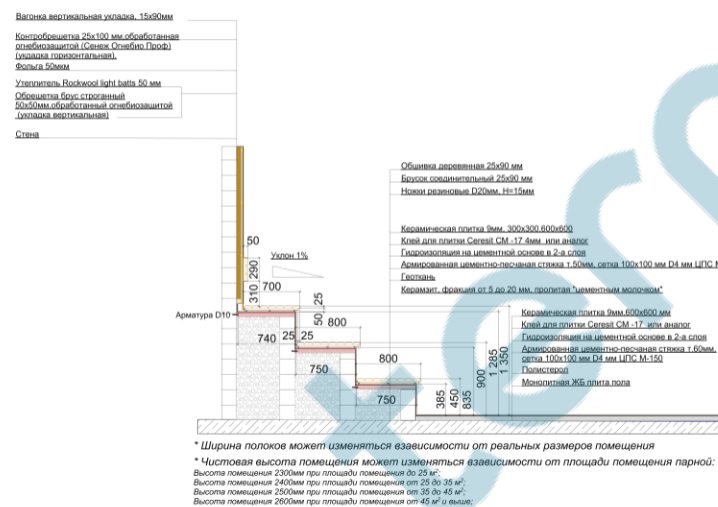 Вагонка вертикальная укладка, 15х90мм
Контробрешетка 25х100 мм,обработанная
огнебиозащитой (Сенеж Огнебио Проф)
(укдадка горизонтальная),
Фольга 50мкм
Утеплитель Rockwool light batts 50 мм
Обрешетка брус строганный
50х50мм,обработанный огнебиозащитой
(укладка вертикальная)
Стена
Обшивка деревянная 25х90 мм
Брусок соединительный 25х90 мм
Ножки резиновые D20мм, Н=15мм
Керамическая плитка 9мм, 300х300,600х600
Клей для плитки Ceresit СМ -17 4мм или аналог
Гидроизоляция на цементной основе в 2-а слоя
Армированная цементно-песчаная стяжка т.50мм, сетка 100х100 мм D4 мм ЦПС М
Геоткань
Керамзит, фракция от 5 до 20 мм, пролитая "цементным молочком"
Керамическая плитка 9мм,600х600 мм
Клей для плитки Ceresit СМ -17 или аналог
Гидроизоляция на цементной основе в 2-а слоя
Армированная цементно-песчаная стяжка т.60мм,
сетка 100х100 мм D4 мм ЦПС М-150
Полистерол
Монолитная ЖБ плита пола
50
Уклон 1%
290
310
700
25
50
Арматура D10
740
25 25
800
750
800
750
385
450
835
900
1 285
1 350
* Ширина полоков может изменяться взависимости от реальных размеров помещения
* Чистовая высота помещения может изменяться взависимости от площади помещения парной:
Высота помещения 2300мм при площади помещения до 25 м²;
Высота помещения 2400мм при площади помещения от 25 до 35 м²;
Высота помещения 2500мм при площади помещения от 35 до 45 м²;
Высота помещения 2600мм при площади помещения от 45 м² и выше;